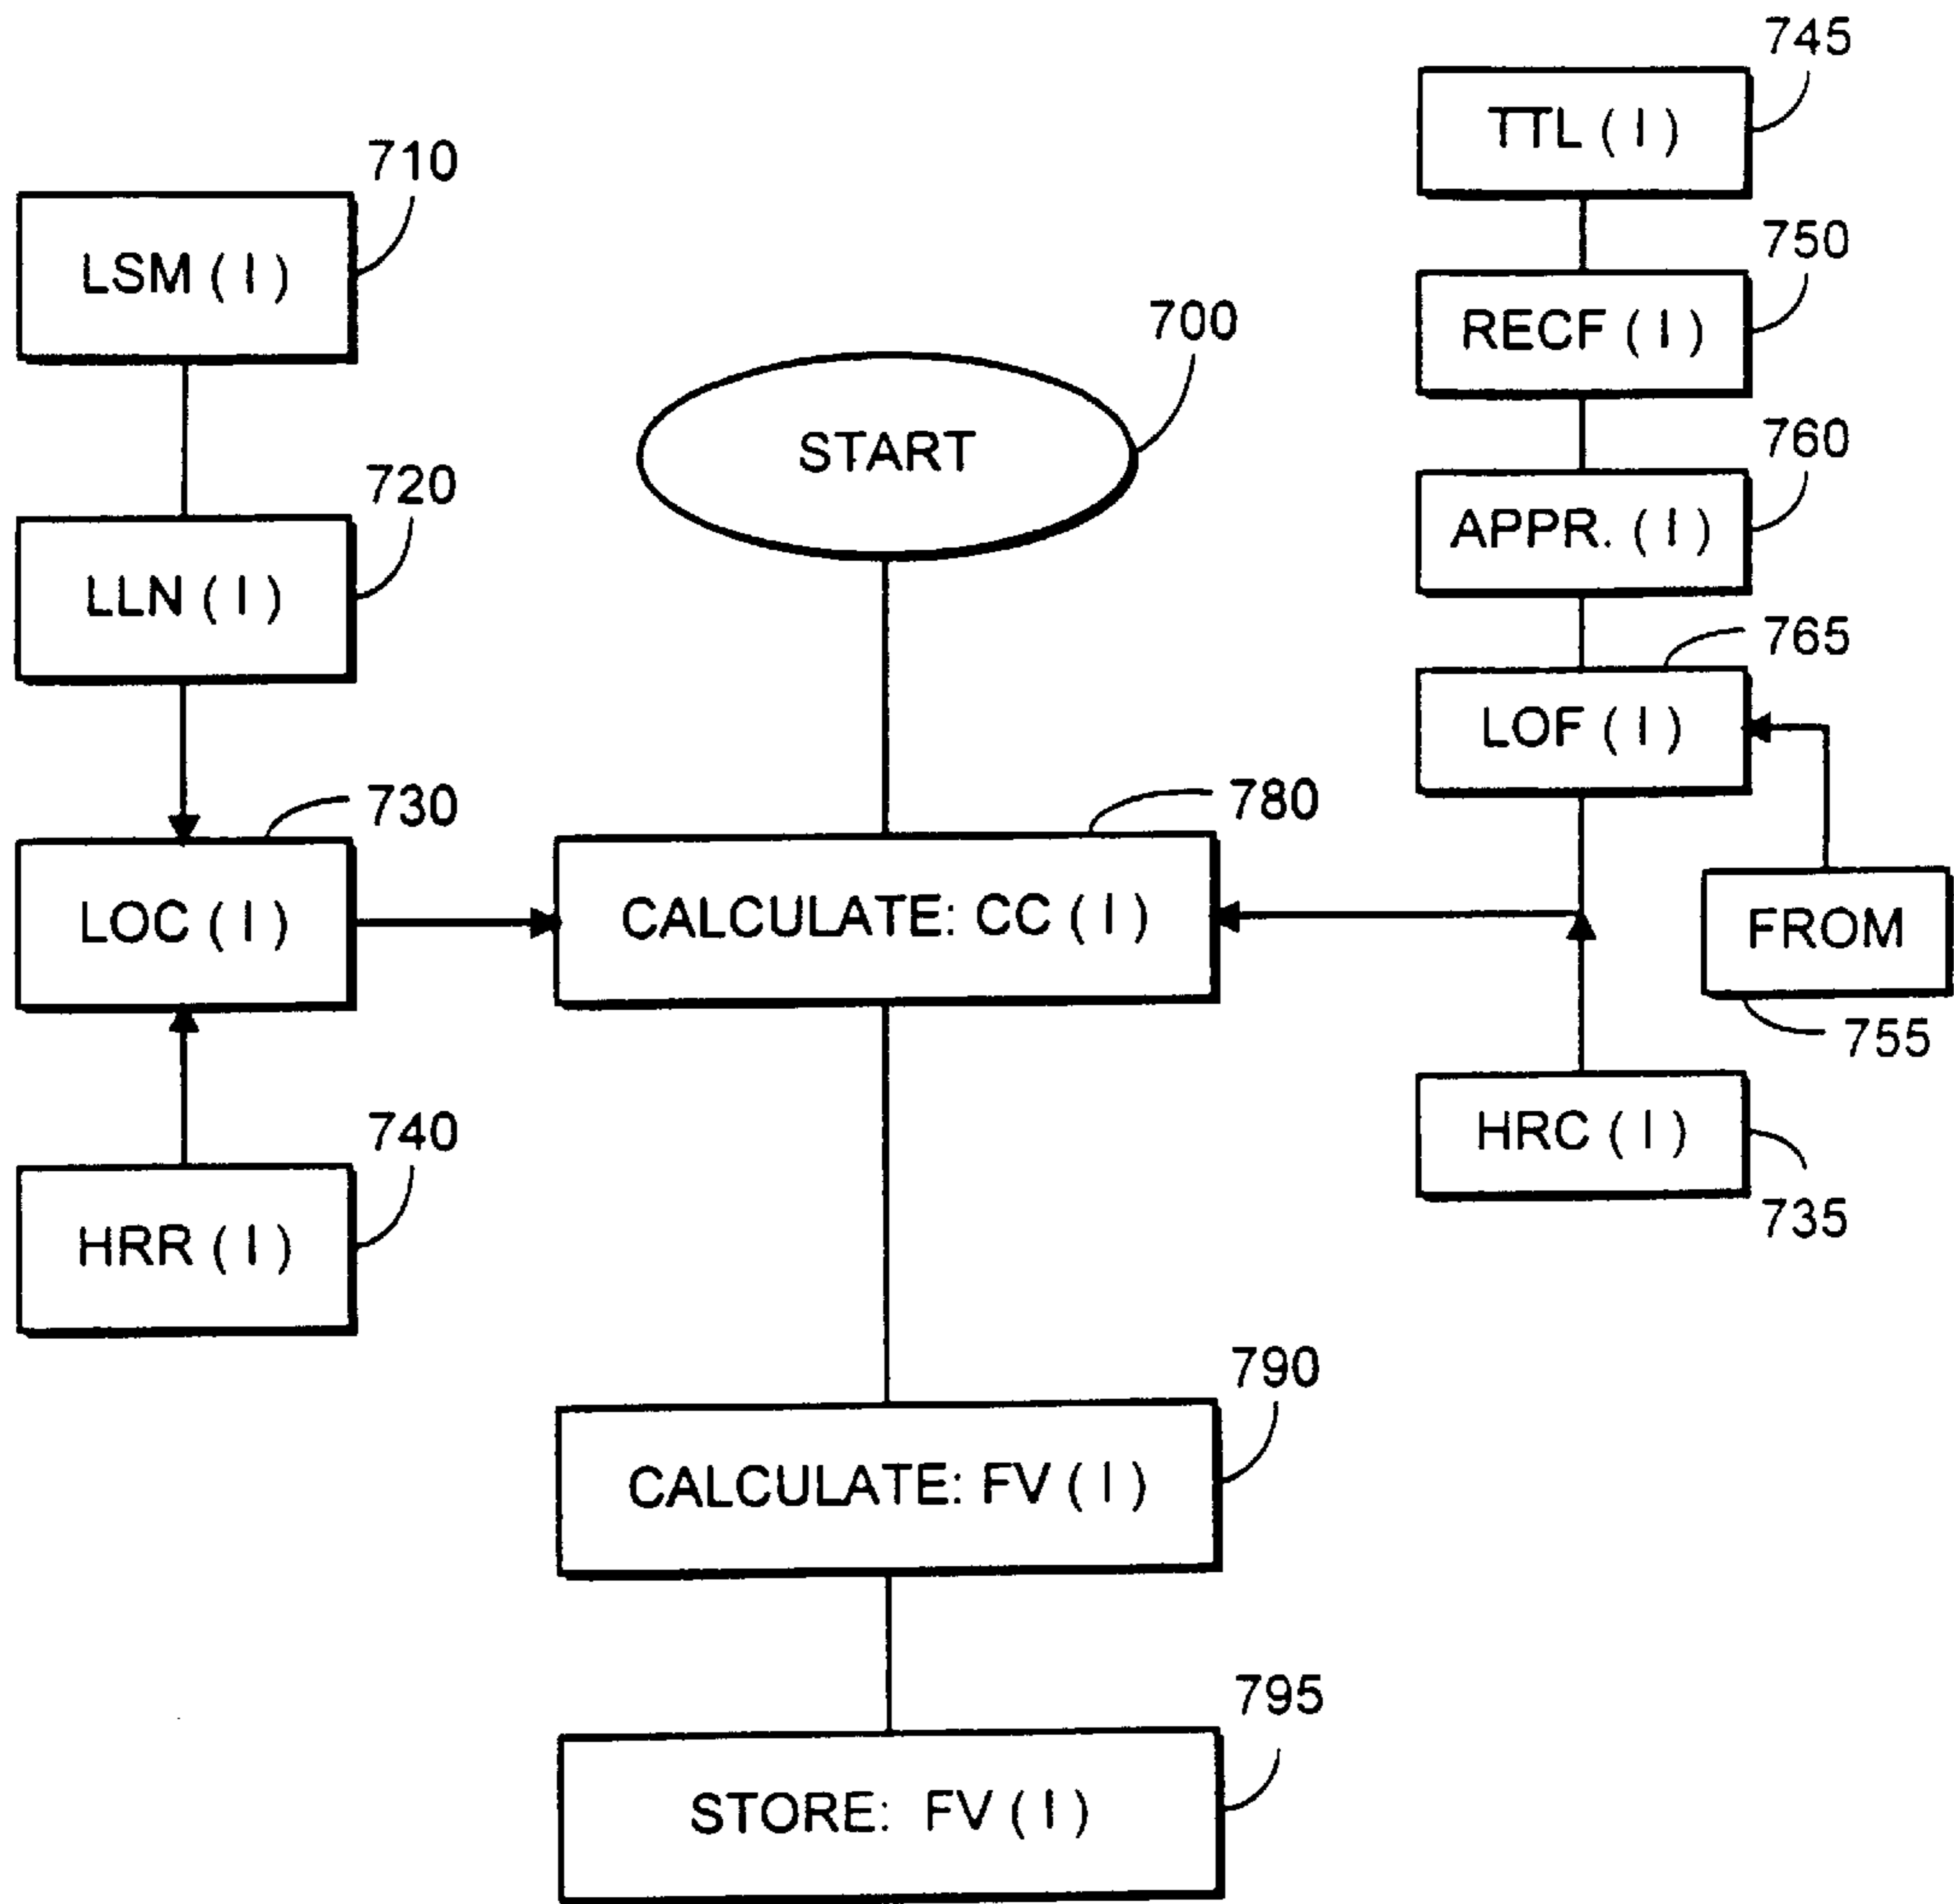 745
TTL ( I )
710
LSM ( I )
750
RECF ( I )
700
START
760
APPR. ( I )
720
LLN ( I )
765
LOF ( I )
730
LOC ( I )
780
CALCULATE: CC ( I )
FROM
755
740
HRR ( I )
HRC ( I )
735
790
CALCULATE: FV ( I )
795
STORE: FV ( I )